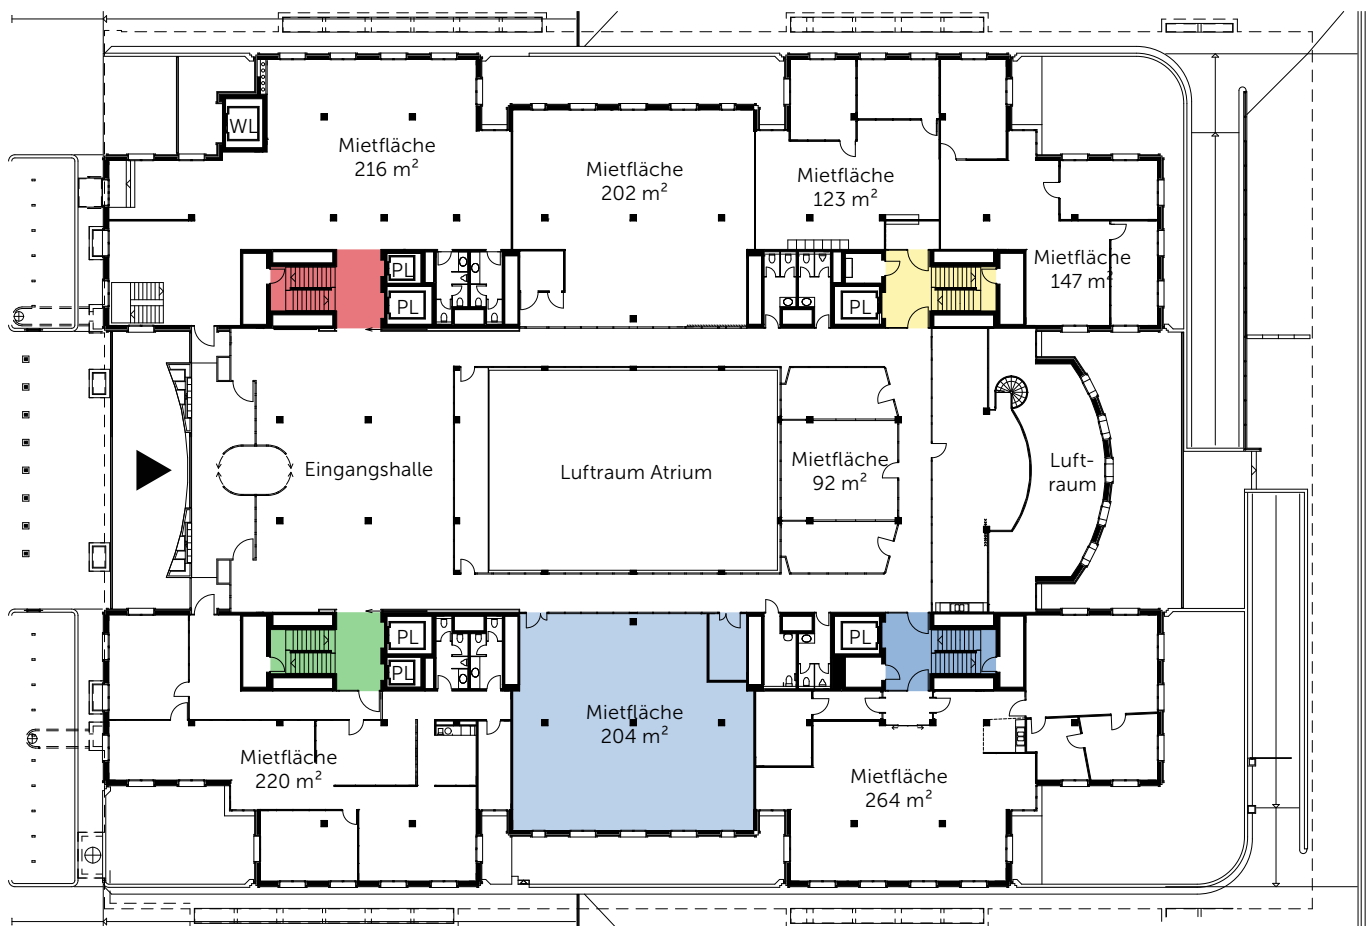 WL
Mietfläche
216 m²
Mietfläche
202 m²
Mietfläche
123 m²
Mietfläche
147 m²
PL
PL
PL
Eingangshalle
Luftraum Atrium
Mietfläche
92 m²
Luft-
raum
PL
PL
PL
Mietfläche
204 m²
Mietfläche
220 m²
Mietfläche
264 m²